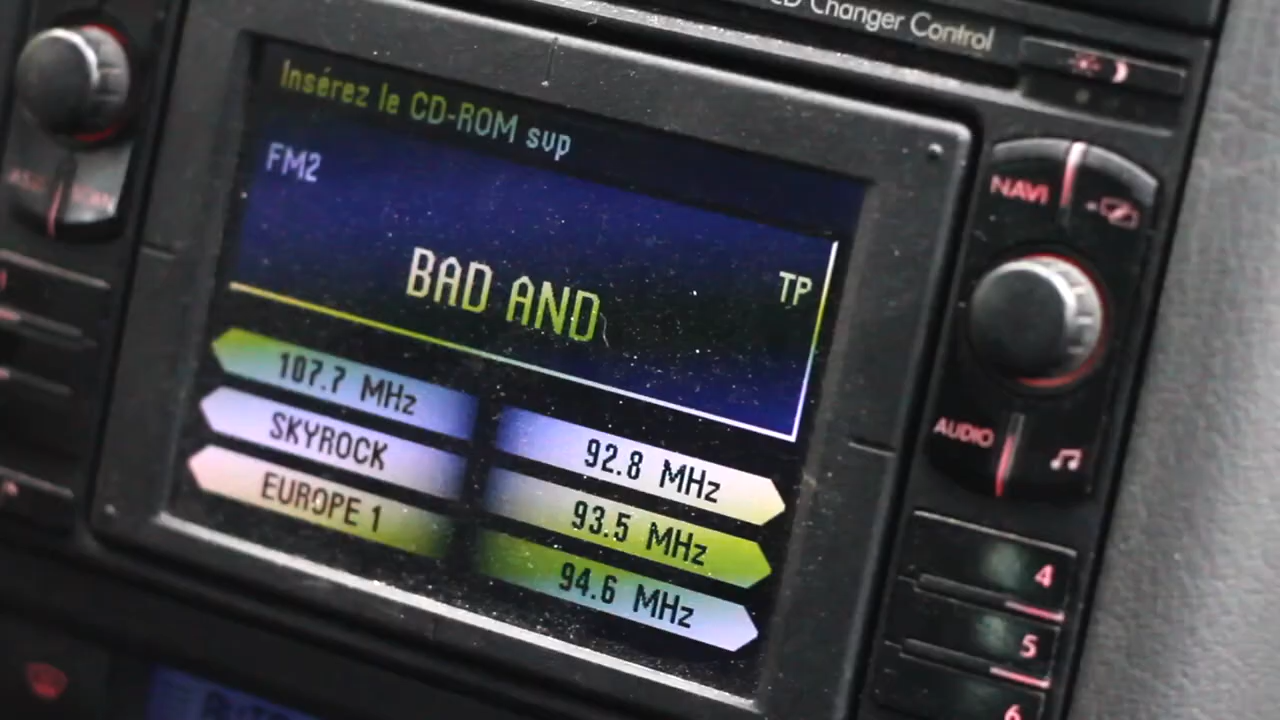 CD Changer Control
Insérez le CD-ROM svp
FM2
BAD AND
TP
107.7 MHz
SKYROCK
EUROPE 1
92.8 MHz
93.5 MHz
94.6 MHz
NAVI
AUDIO
4
5
6